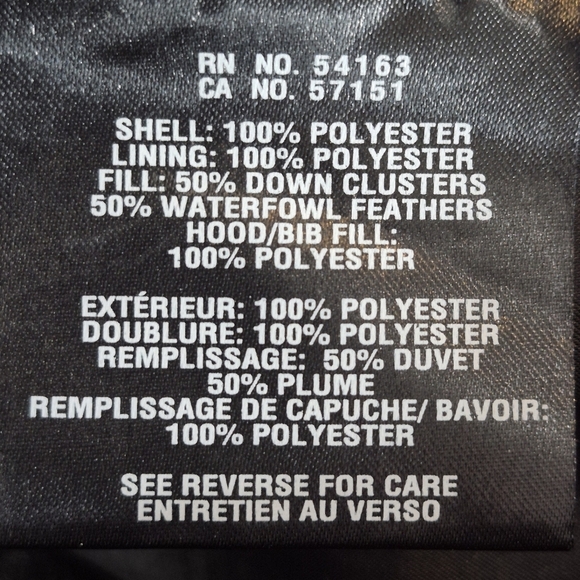 RN NO. 54163
CA NO. 57151
SHELL: 100% POLYESTER
LINING: 100% POLYESTER
FILL: 50% DOWN CLUSTERS
50% WATERFOWL FEATHERS
HOOD/BIB FILL:
100% POLYESTER
EXTÉRIEUR: 100% POLYESTER
DOUBLURE: 100% POLYESTER
REMPLISSAGE: 50% DUVET
50% PLUME
REMPLISSAGE DE CAPUCHE/ BAVOIR:
100% POLYESTER
SEE REVERSE FOR CARE
ENTRETIEN AU VERSO